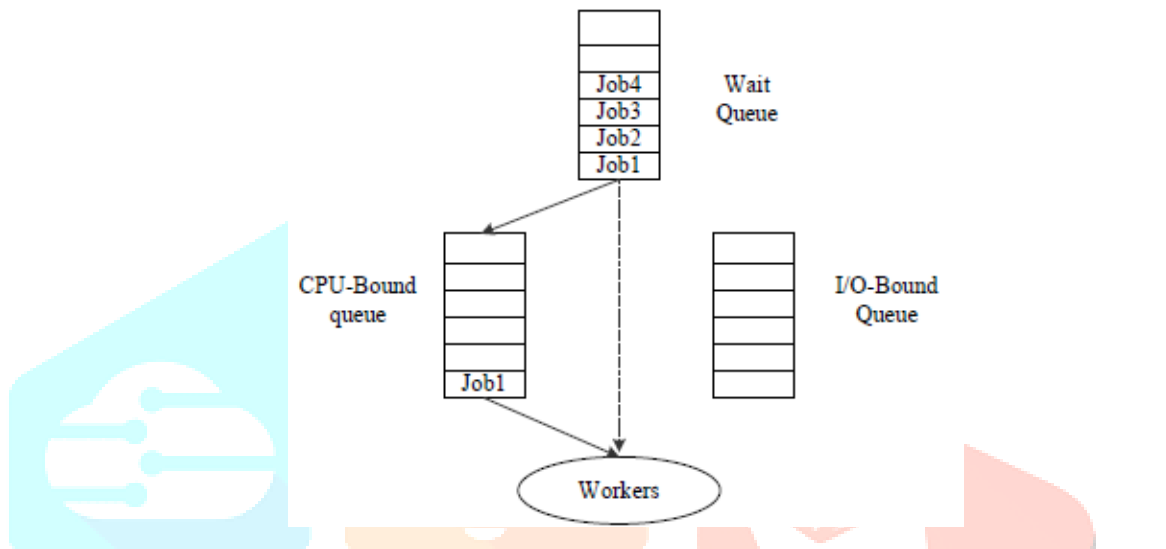 Job4
Job3
Job2
Job1
Wait
Queue
CPU-Bound
queue
Job1
I/O-Bound
Queue
Workers